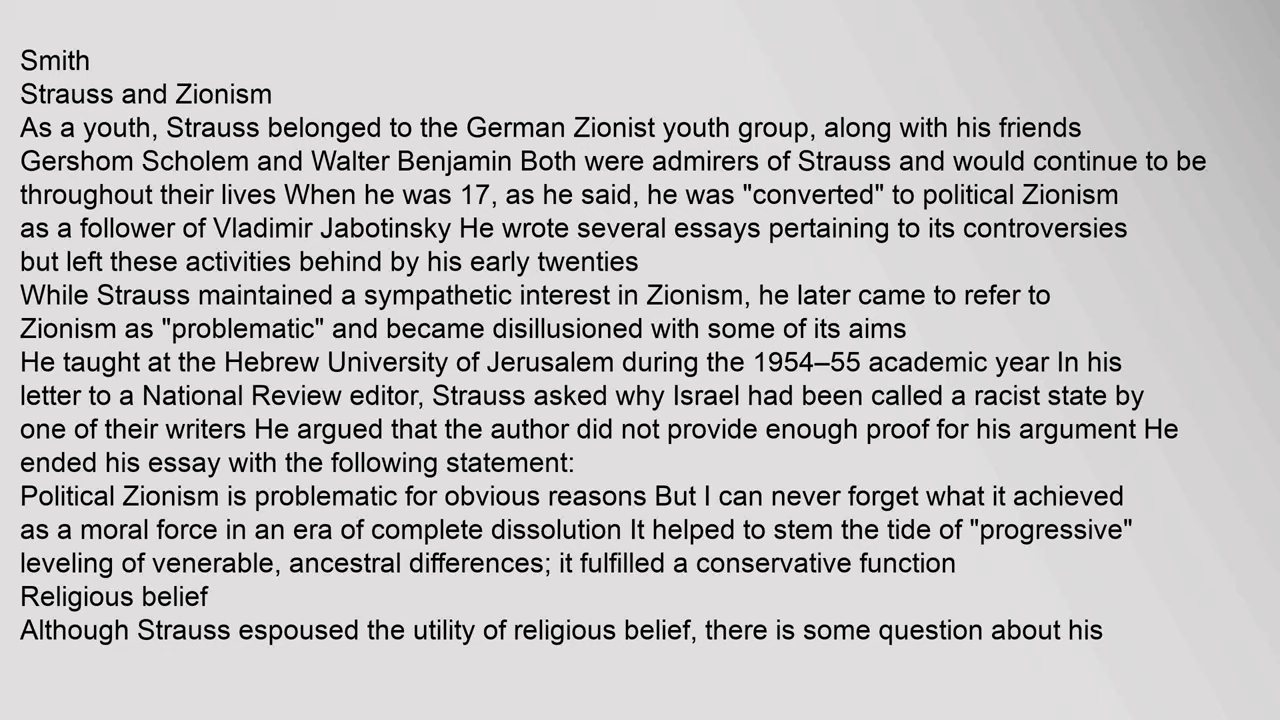 Smith
Strauss and Zionism
As a youth, Strauss belonged to the German Zionist youth group, along with his friends
Gershom Scholem and Walter Benjamin Both were admirers of Strauss and would continue to be
throughout their lives When he was 17, as he said, he was "converted" to political Zionism
as a follower of Vladimir Jabotinsky He wrote several essays pertaining to its controversies
but left these activities behind by his early twenties
While Strauss maintained a sympathetic interest in Zionism, he later came to refer to
Zionism as "problematic" and became disillusioned with some of its aims
He taught at the Hebrew University of Jerusalem during the 1954–55 academic year In his
letter to a National Review editor, Strauss asked why Israel had been called a racist state by
one of their writers He argued that the author did not provide enough proof for his argument He
ended his essay with the following statement:
Political Zionism is problematic for obvious reasons But I can never forget what it achieved
as a moral force in an era of complete dissolution It helped to stem the tide of "progressive"
leveling of venerable, ancestral differences; it fulfilled a conservative function
Religious belief
Although Strauss espoused the utility of religious belief, there is some question about his